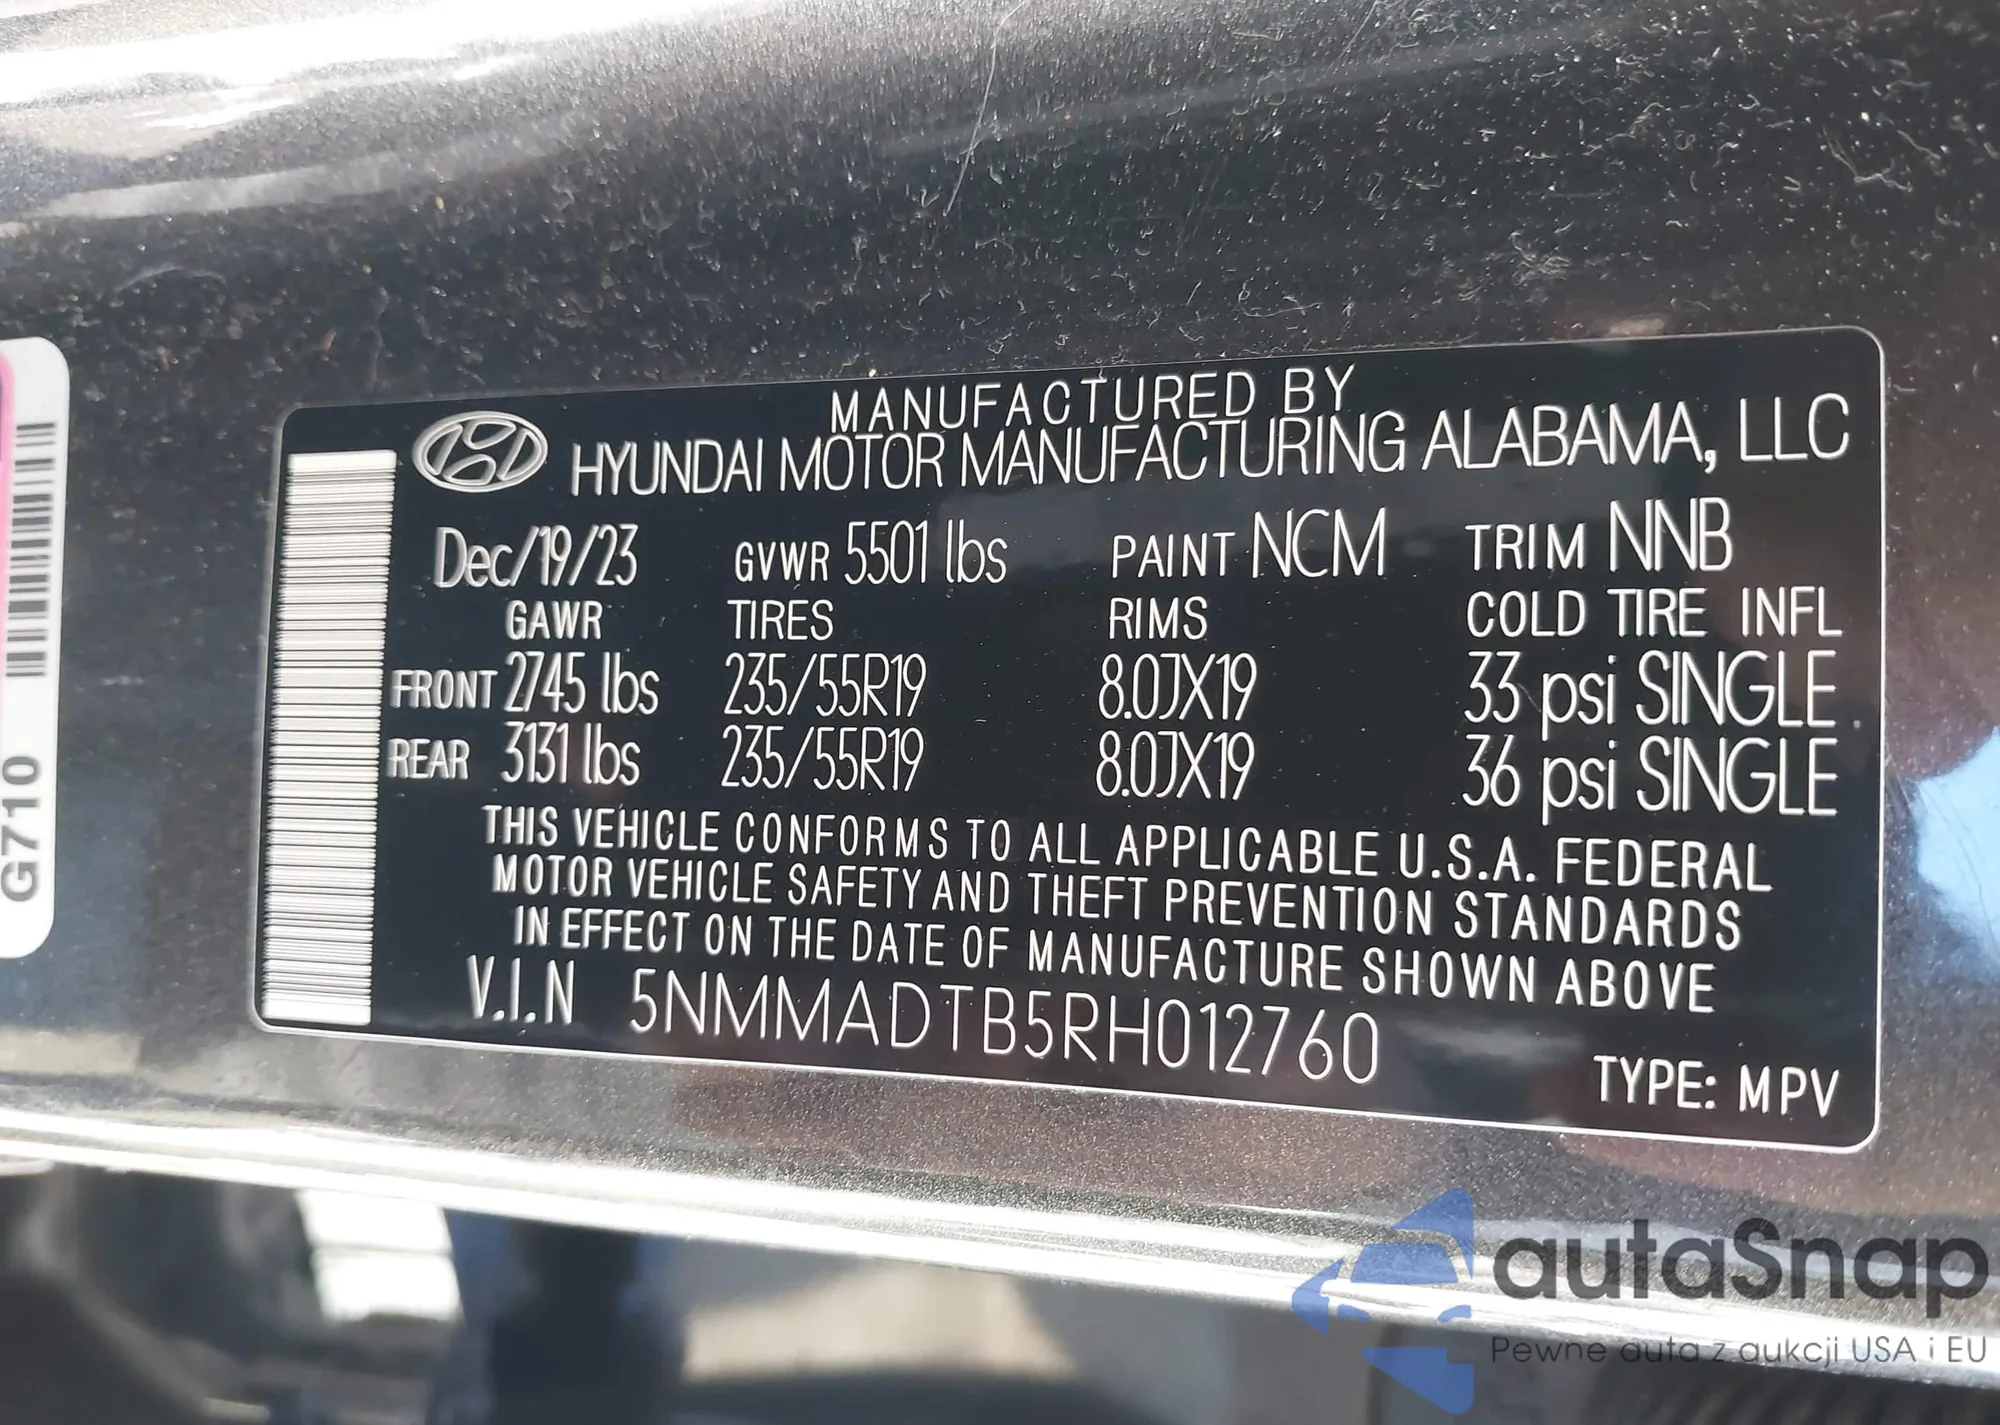 MANUFACTURED BY
HYUNDAI MOTOR MANUFACTURING ALABAMA, LLC
Dec/19/23 GVWR 5501 lbs PAINT NCM TRIM NNB
GAWR TIRES RIMS COLD TIRE INFL
FRONT 2745 lbs 235/55R19 8.0JX19 33 psi SINGLE
REAR 3131 lbs 235/55R19 8.0JX19 36 psi SINGLE
THIS VEHICLE CONFORMS TO ALL APPLICABLE U.S.A. FEDERAL
MOTOR VEHICLE SAFETY AND THEFT PREVENTION STANDARDS
IN EFFECT ON THE DATE OF MANUFACTURE SHOWN ABOVE
V.I.N 5NMMADTB5RH012760
TYPE: MPV
G710
autaSnap
Pewne auta z aukcji USA i EU